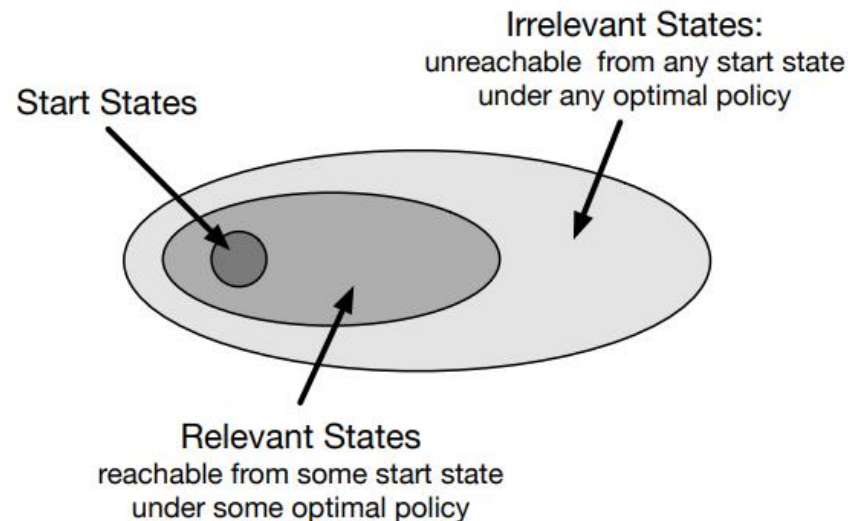 Irrelevant States:
unreachable from any start state
under any optimal policy
Start States
Relevant States
reachable from some start state
under some optimal policy